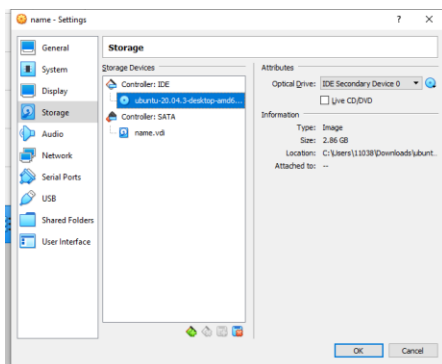 name - Settings
? ×
General
System
Display
Storage
Audio
Network
Serial Ports
USB
Shared Folders
User Interface
Storage
Storage Devices
Controller: IDE
ubuntu-20.04.3-desktop-amd6...
Controller: SATA
name.vdi
Attributes
Optical Drive: IDE Secondary Device 0
Live CD/DVD
Information
Type: Image
Size: 2.86 GB
Location: C:\Users\11038\Downloads\ubunt...
Attached to: --
OK Cancel